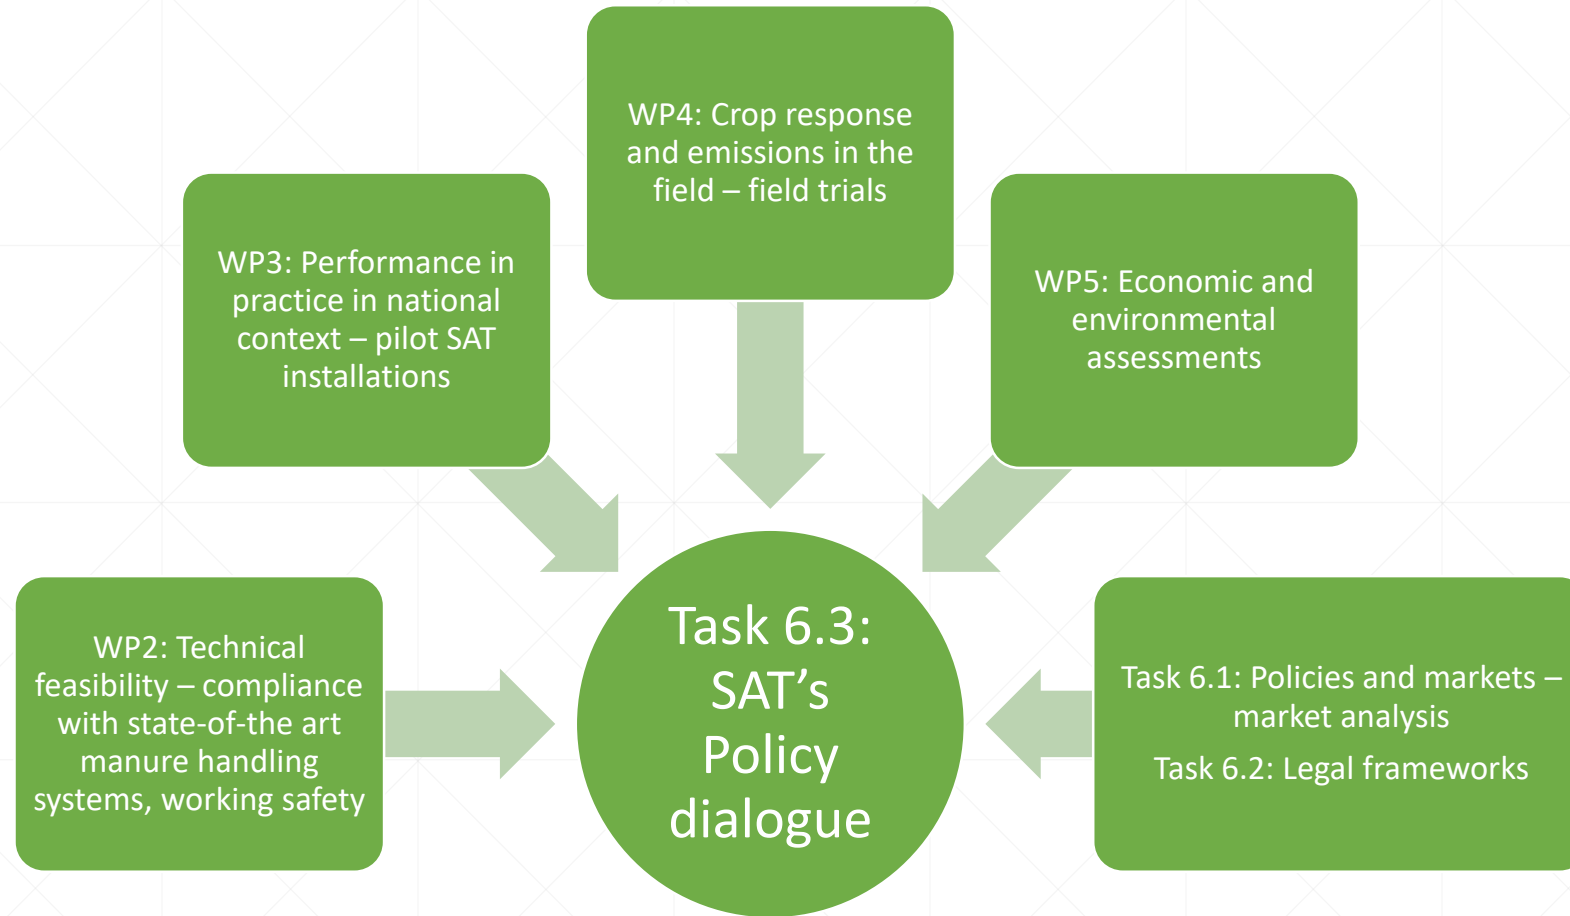 WP4: Crop response
and emissions in the
field – field trials
WP3: Performance in
practice in national
context – pilot SAT
installations
WP5: Economic and
environmental
assessments
WP2: Technical
feasibility – compliance
with state-of-the art
manure handling
systems, working safety
Task 6.3:
SAT’s
Policy
dialogue
Task 6.1: Policies and markets –
market analysis
Task 6.2: Legal frameworks